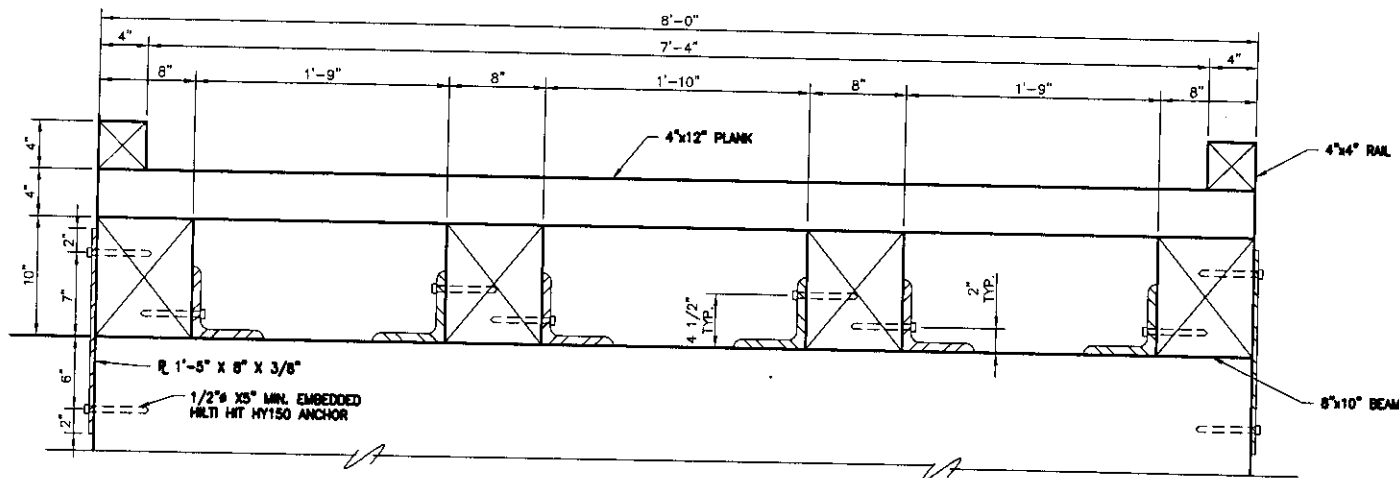 8'-0"
4"
7'-4"
4"
8"
1'-9"
8"
1'-10"
8"
1'-9"
8"
4"x12" PLANK
4"x4" RAIL
4"
4"
2"
10"
7"
4 1/2"
TYP.
2"
TYP.
6"
2"
PL 1'-5" X 8" X 3/8"
1/2"ø X5" MIN. EMBEDDED
HILTI HIT HY150 ANCHOR
8"x10" BEAM